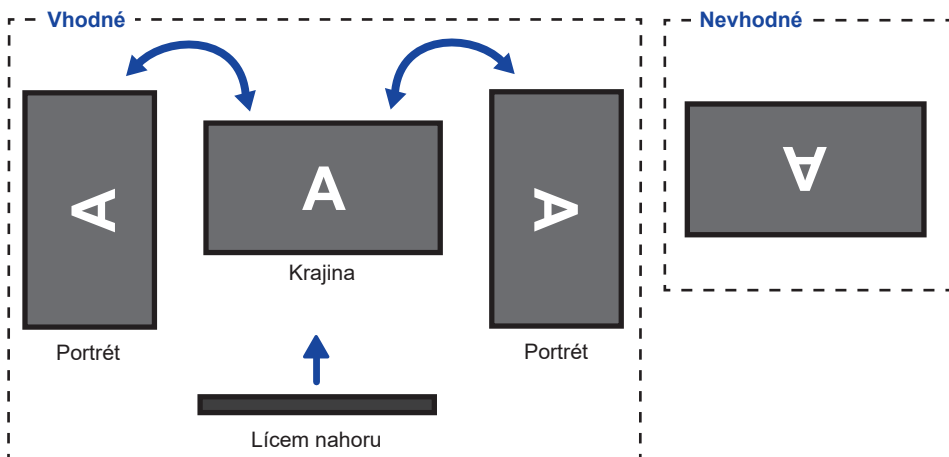 Vhodné
Nevhodné
A
A
A
A
Krajina
Portrét
Portrét
Lícem nahoru